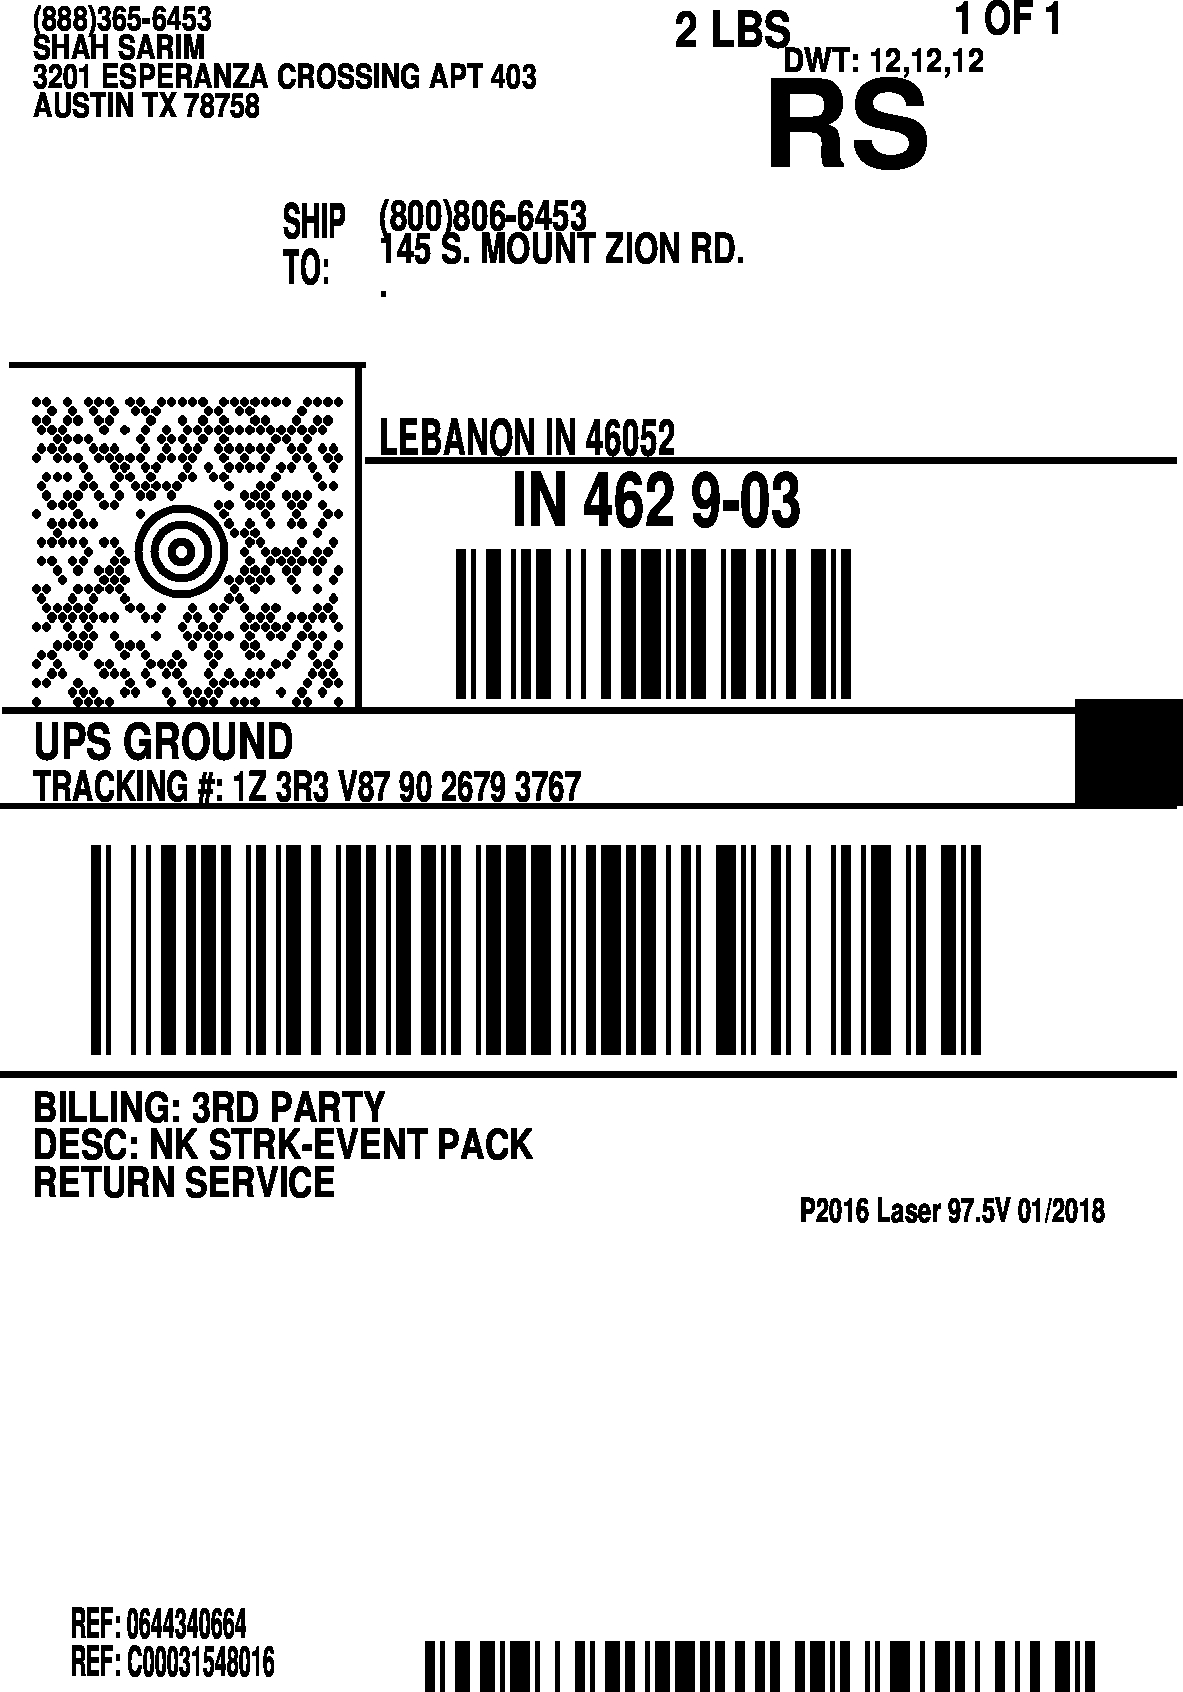 (888)365-6453
SHAH SARIM
3201 ESPERANZA CROSSING APT 403
AUSTIN TX 78758
2 LBS
1 OF 1
DWT: 12,12,12
RS
SHIP TO:
(800)806-6453
145 S. MOUNT ZION RD.
.
LEBANON IN 46052
IN 462 9-03
UPS GROUND
TRACKING #: 1Z 3R3 V87 90 2679 3767
BILLING: 3RD PARTY
DESC: NK STRK-EVENT PACK
RETURN SERVICE
P2016 Laser 97.5V 01/2018
REF: 0644340664
REF: C00031548016